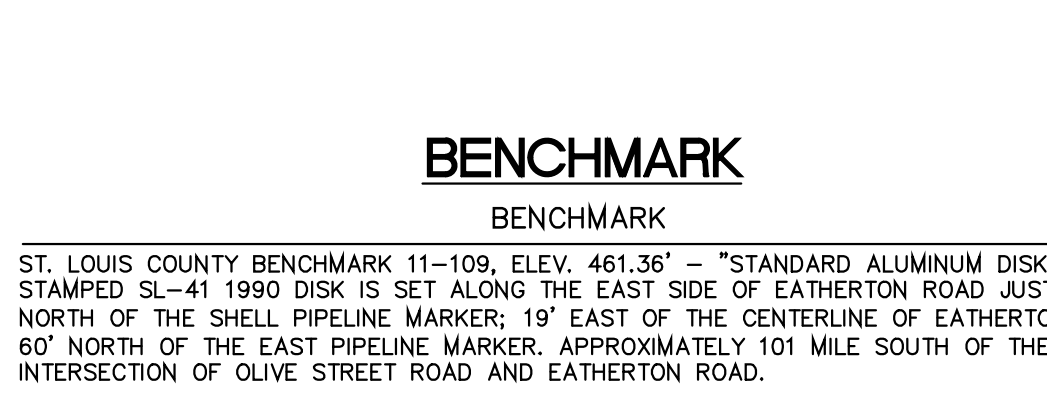 BENCHMARK
BENCHMARK
ST. LOUIS COUNTY BENCHMARK 11-109, ELEV. 461.36' - "STANDARD ALUMINUM DISK
STAMPED SL-41 1990 DISK IS SET ALONG THE EAST SIDE OF EATHERTON ROAD JUST
NORTH OF THE SHELL PIPELINE MARKER; 19' EAST OF THE CENTERLINE OF
60' NORTH OF THE EAST PIPELINE MARKER. APPROXIMATELY 101 MILE SOUTH OF THE
INTERSECTION OF OLIVE STREET ROAD AND EATHERTON ROAD.